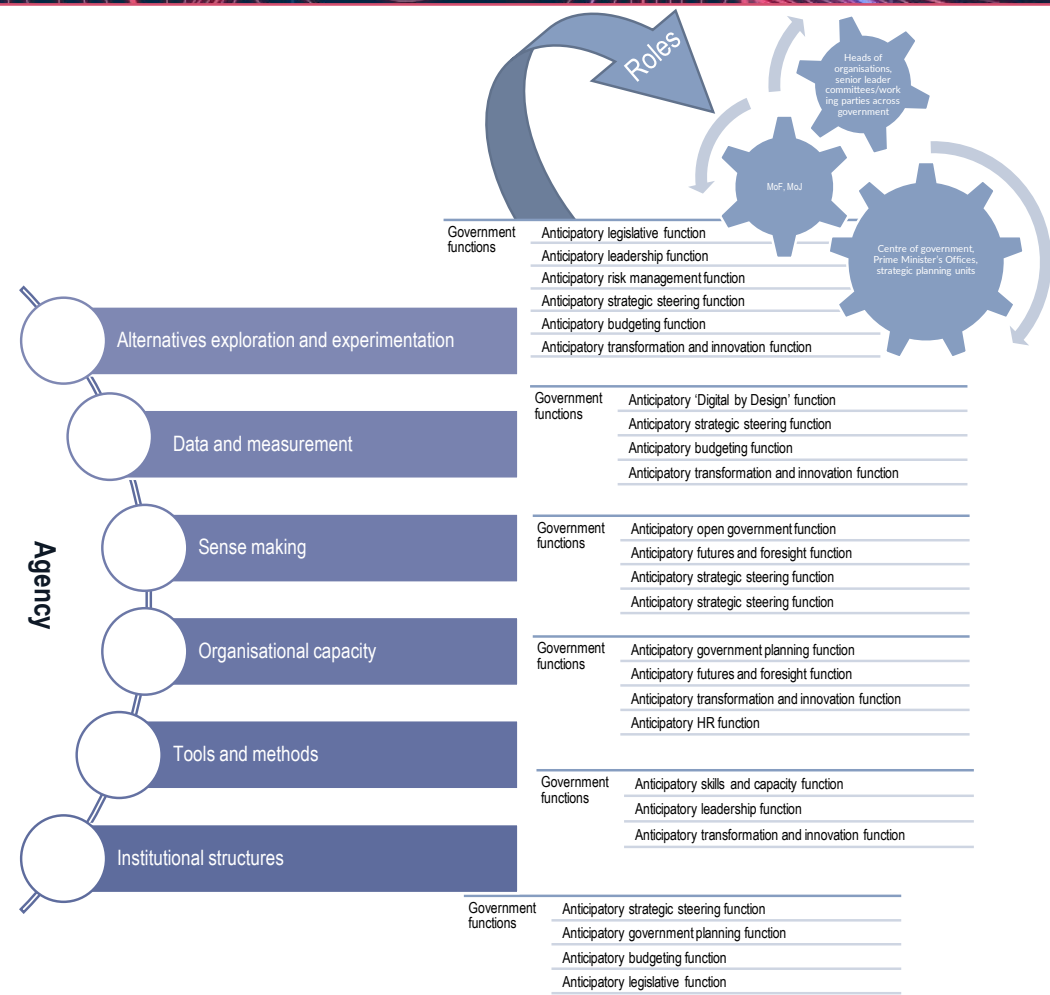 Roles
Heads of
organisations,
senior leader
committees/work
ing parties across
government
MoF, MoJ
Centre of government,
Prime Minister's Offices,
strategic planning units
Government
functions
Anticipatory legislative function
Anticipatory leadership function
Anticipatory risk management function
Anticipatory strategic steering function
Anticipatory budgeting function
Anticipatory transformation and innovation function
Agency
Alternatives exploration and experimentation
Government
functions
Anticipatory 'Digital by Design' function
Anticipatory strategic steering function
Anticipatory budgeting function
Anticipatory transformation and innovation function
Data and measurement
Government
functions
Anticipatory open government function
Anticipatory futures and foresight function
Anticipatory strategic steering function
Anticipatory strategic steering function
Sense making
Government
functions
Anticipatory government planning function
Anticipatory futures and foresight function
Anticipatory transformation and innovation function
Anticipatory HR function
Organisational capacity
Tools and methods
Government
functions
Anticipatory skills and capacity function
Anticipatory leadership function
Anticipatory transformation and innovation function
Institutional structures
Government
functions
Anticipatory strategic steering function
Anticipatory government planning function
Anticipatory budgeting function
Anticipatory legislative function